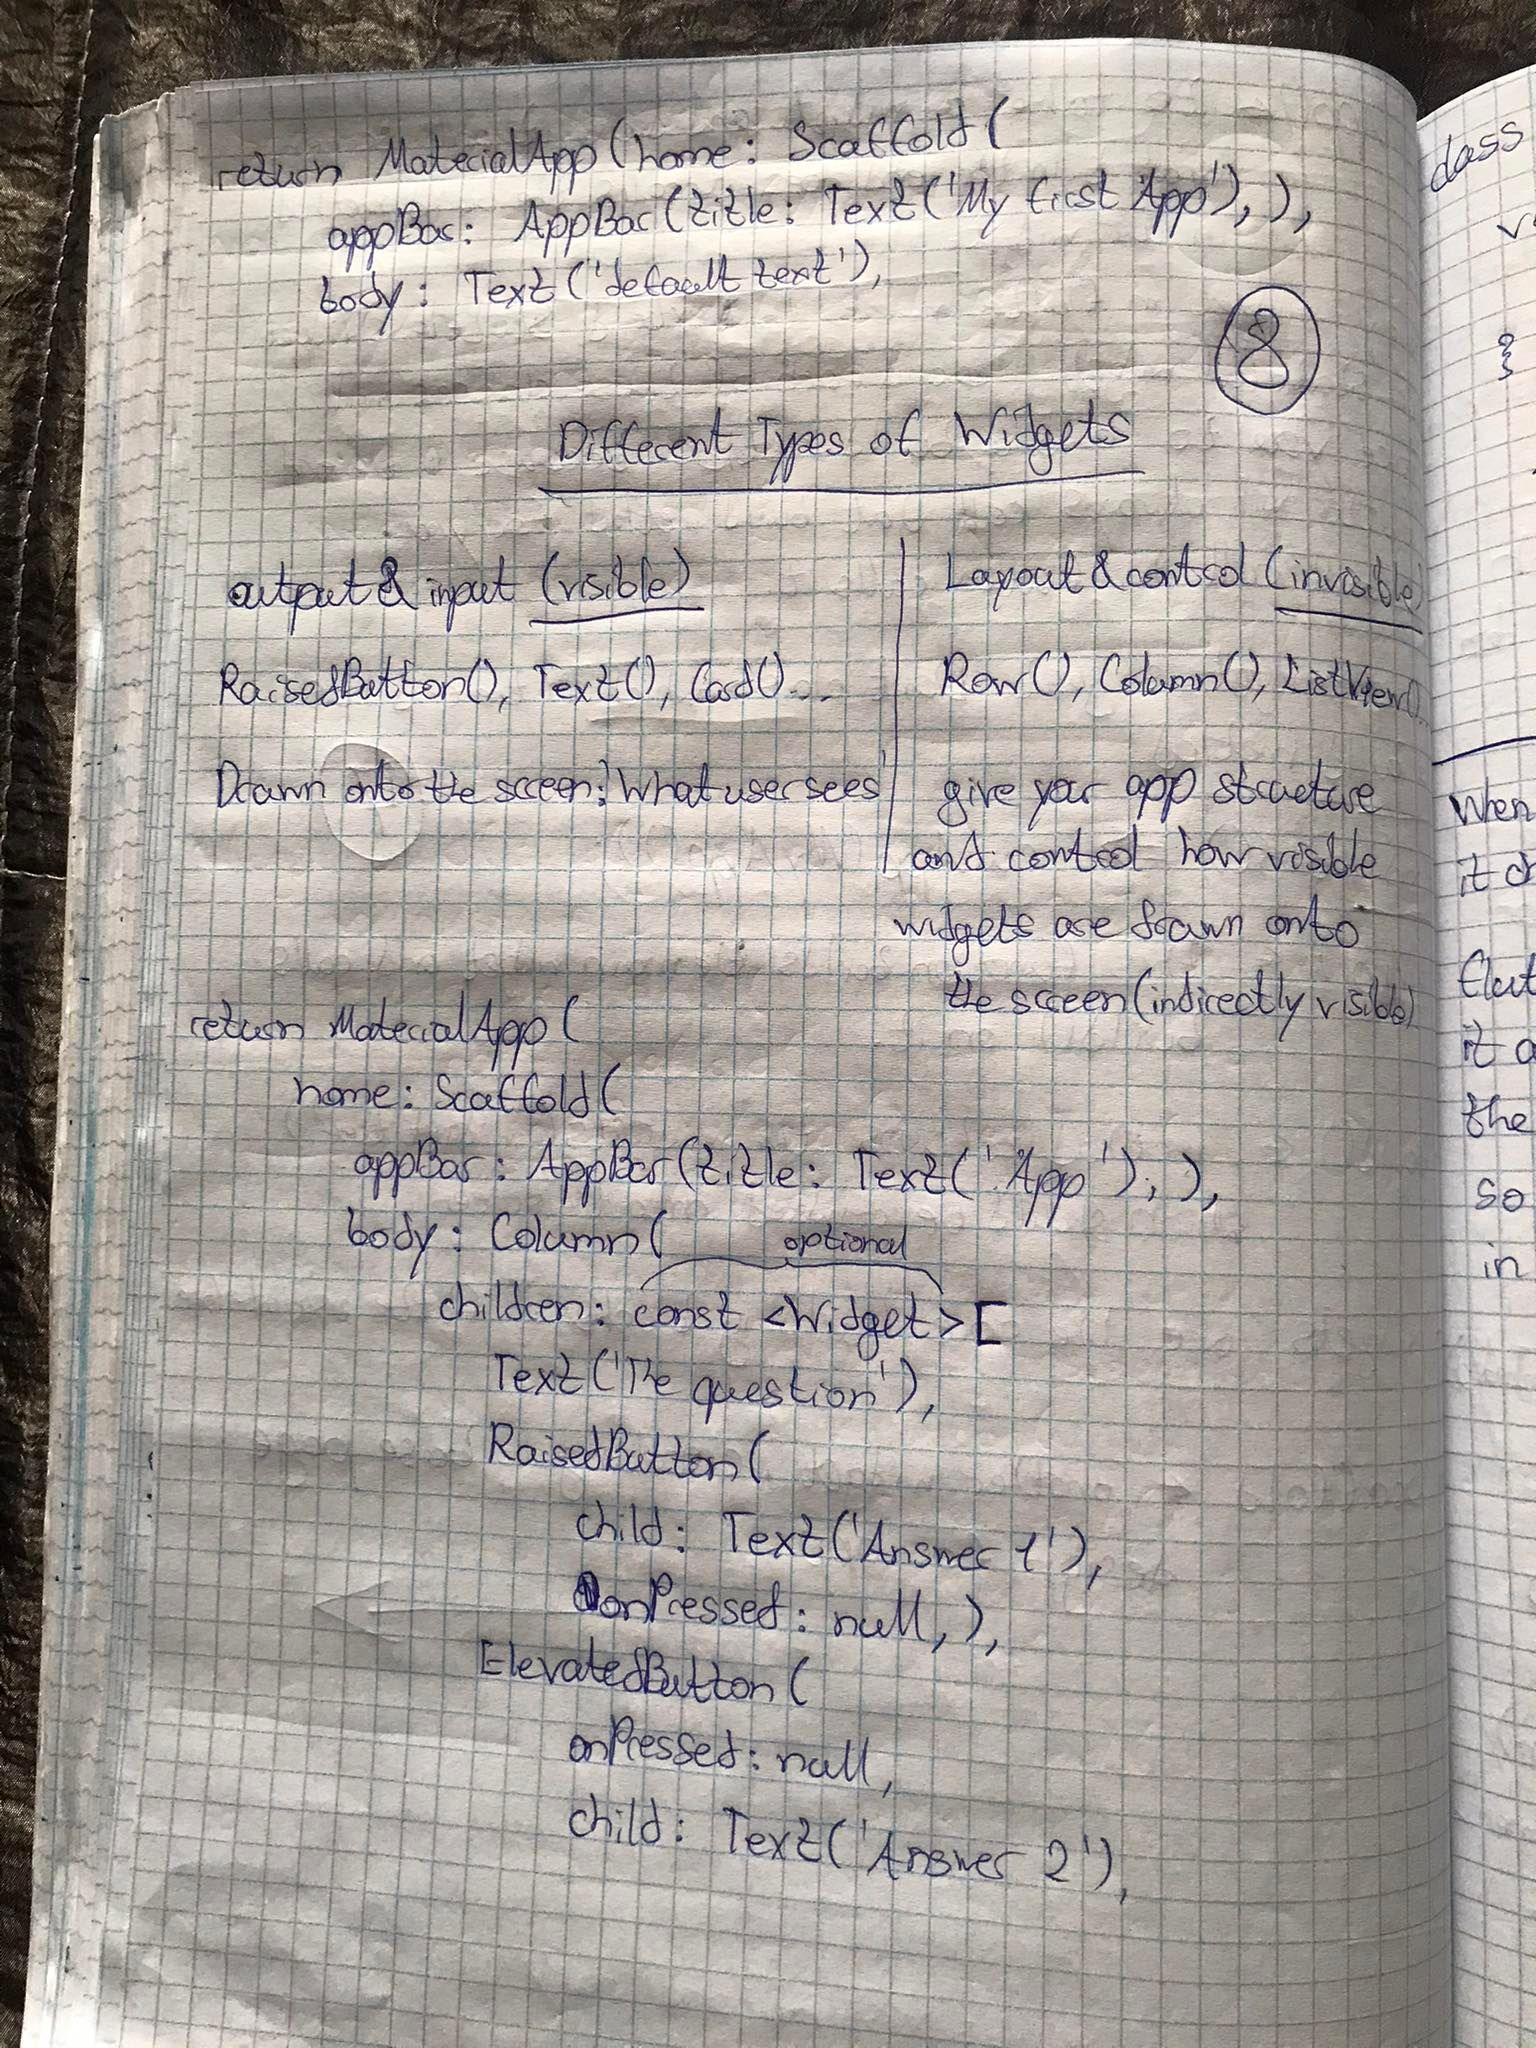 return MaterialApp(home: Scaffold(
appBar: AppBar(title: Text('My first App'), ),
body: Text('default text'),
8
Different Types of Widgets
output & input (visible)
RaisedButton(), Text(), Card()...
Drawn onto the screen: 'What user sees'
Layout & control (invisible)
Row(), Column(), ListView()...
give your app structure
and control how visible
widgets are drawn onto
the screen (indirectly visible)
return MaterialApp(
home: Scaffold(
appBar: AppBar(title: Text('App'), ),
body: Column(
optional
children: const <Widget>[
Text('The question'),
RaisedButton(
child: Text('Answer 1'),
onPressed: null, ),
ElevatedButton(
onPressed: null,
child: Text('Answer 2'),
class
}
When
it
the
so
in